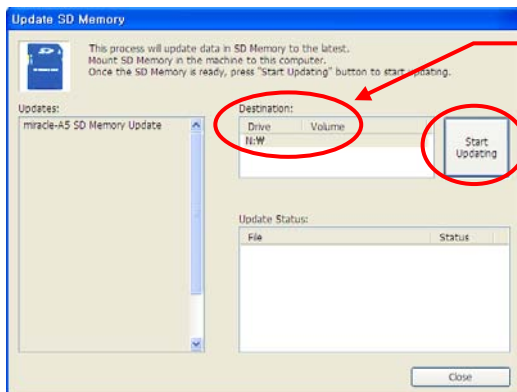 Update SD Memory
This process will update data in SD Memory to the latest.
Mount SD Memory in the machine to this computer.
Once the SD Memory is ready, press "Start Updating" button to start updating.
Updates:
miracle-A5 SD Memory Update
Destination:
Drive Volume
N:₩
Start
Updating
Update Status:
File Status
Close